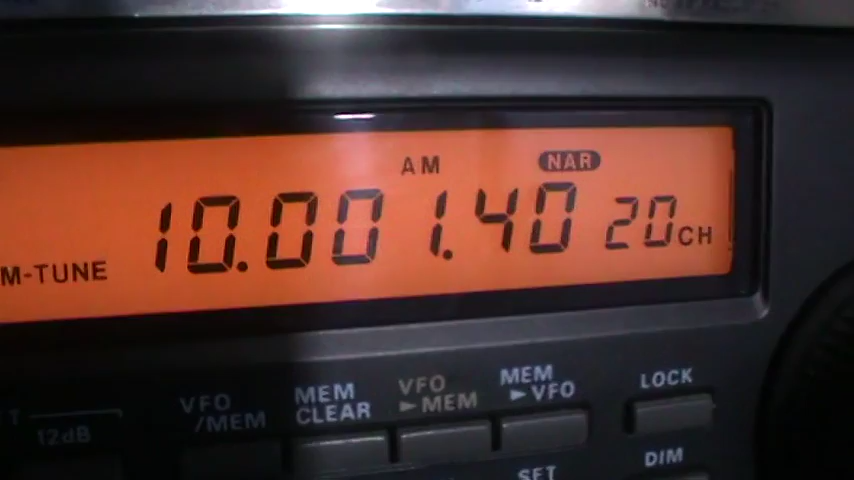 AM NAR
M-TUNE 10.001.40 20CH
VFO /MEM
MEM CLEAR
VFO ►MEM
MEM ►VFO
LOCK
12dB
SET
DIM